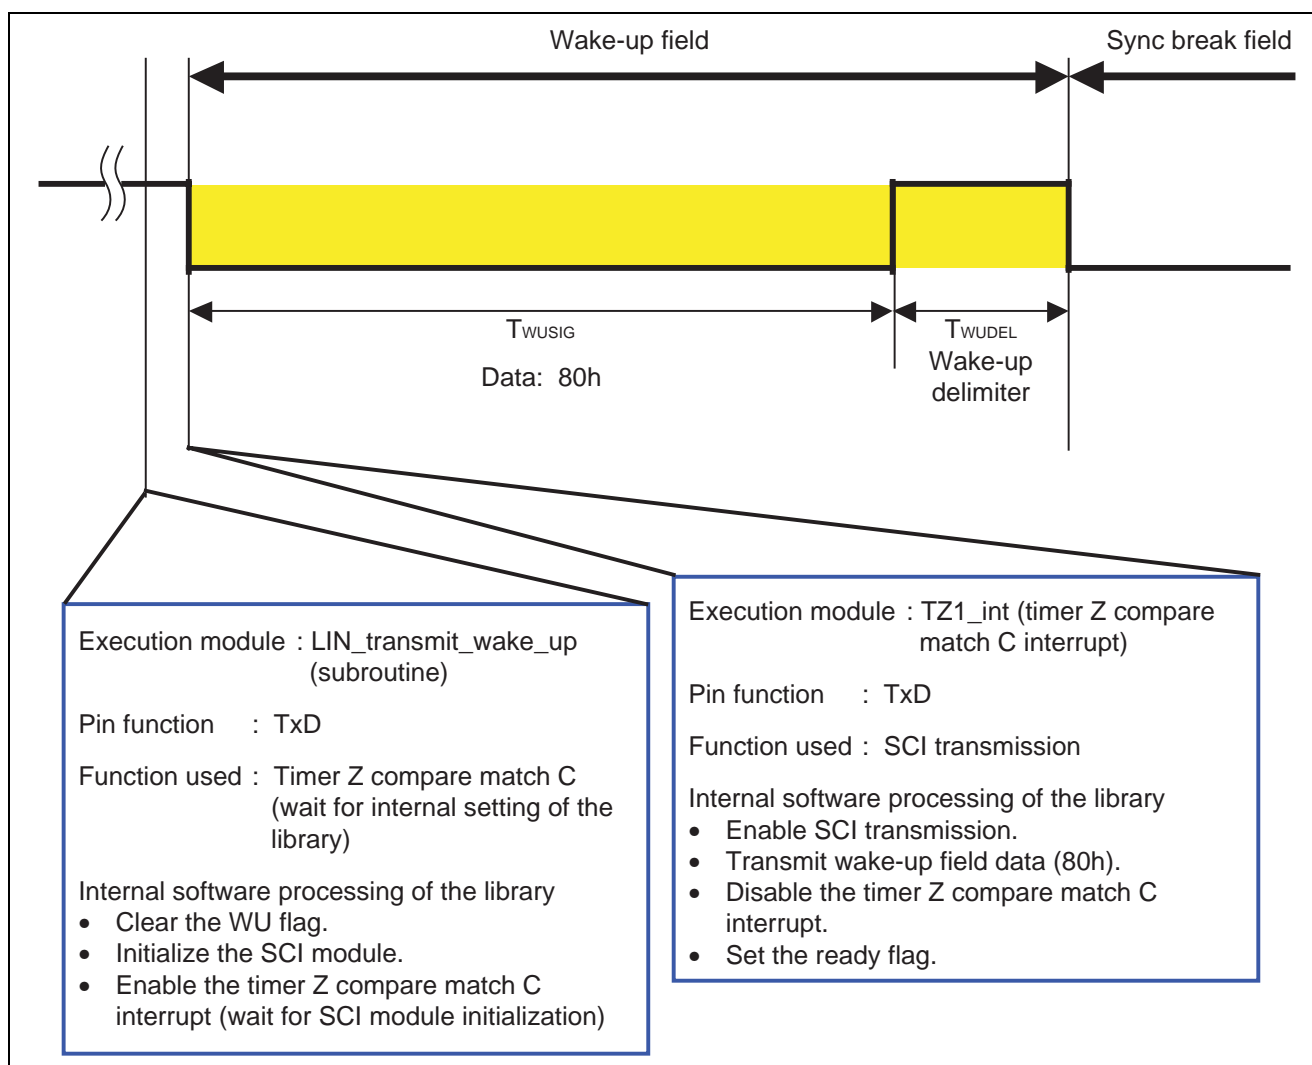 Wake-up field
Sync break field
TWUSIG
TWUDEL
Data: 80h
Wake-up
delimiter
Execution module : LIN_transmit_wake_up
(subroutine)
Pin function : TxD
Function used : Timer Z compare match C
(wait for internal setting of the
library)
Internal software processing of the library
• Clear the WU flag.
• Initialize the SCI module.
• Enable the timer Z compare match C
interrupt (wait for SCI module initialization)
Execution module : TZ1_int (timer Z compare
match C interrupt)
Pin function : TxD
Function used : SCI transmission
Internal software processing of the library
• Enable SCI transmission.
• Transmit wake-up field data (80h).
• Disable the timer Z compare match C
interrupt.
• Set the ready flag.